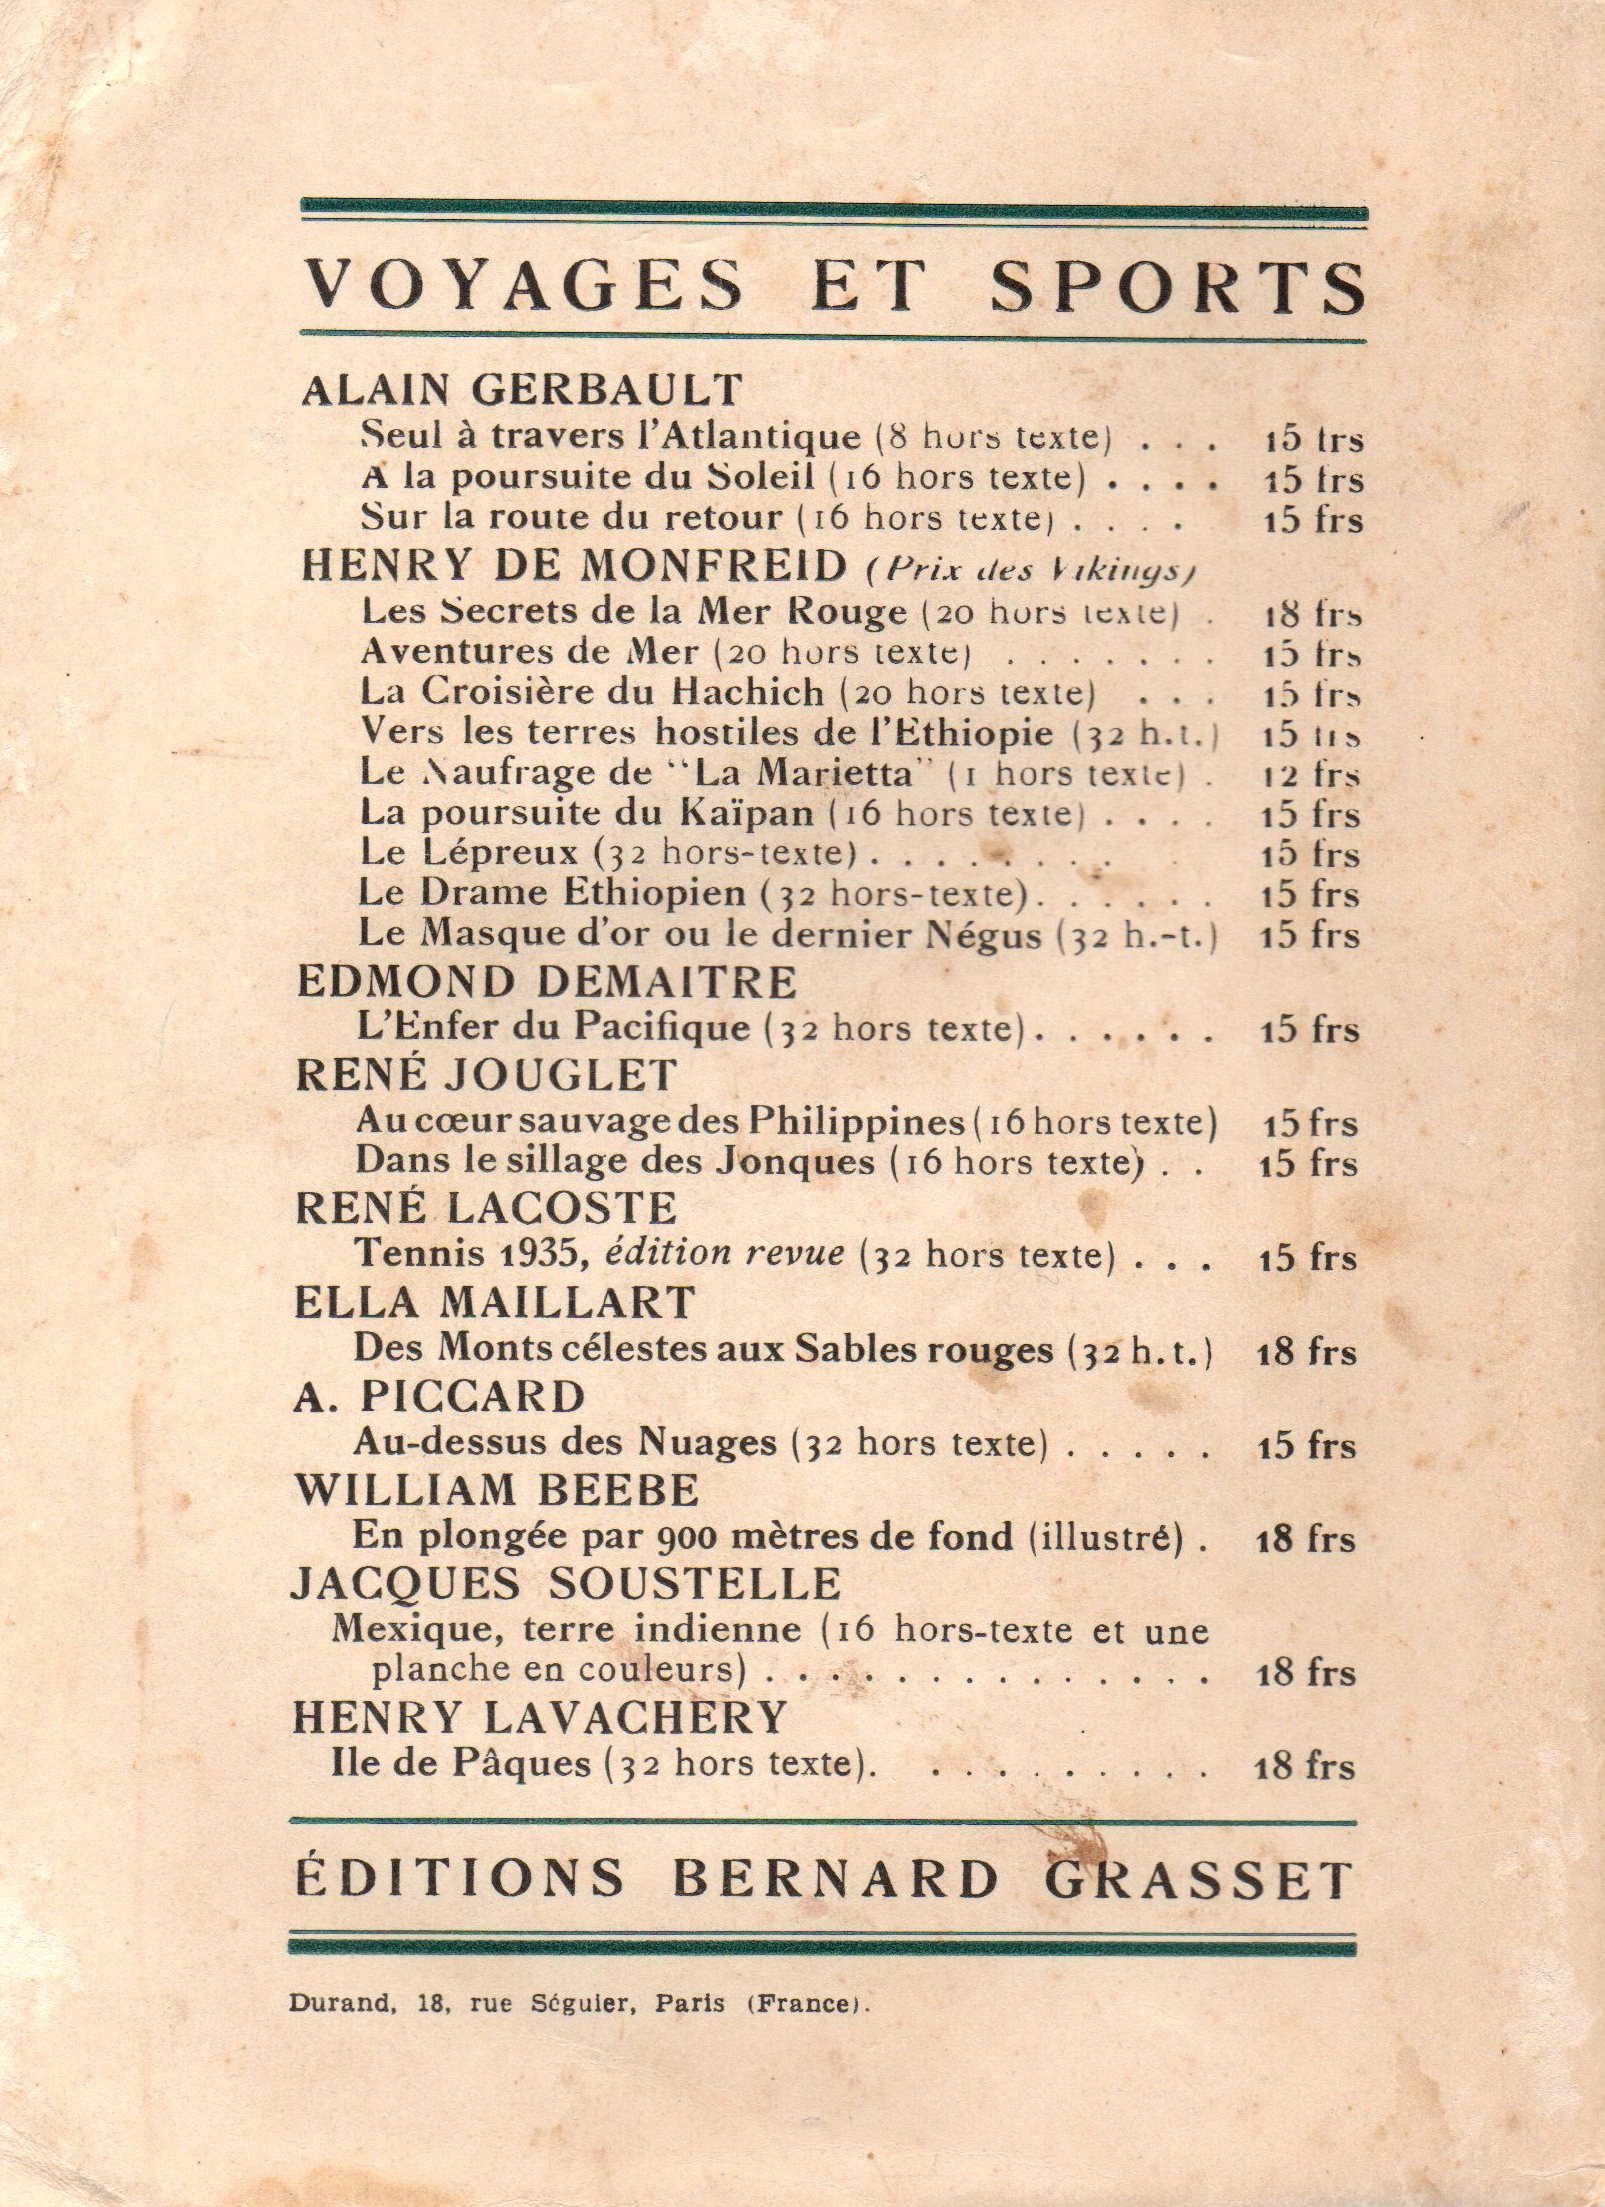 VOYAGES ET SPORTS
ALAIN GERBAULT
Seul à travers l'Atlantique (8 hors texte) . . . 15 frs
A la poursuite du Soleil (16 hors texte) . . . . 15 frs
Sur la route du retour (16 hors texte) . . . . 15 frs
HENRY DE MONFREID (Prix des Vikings)
Les Secrets de la Mer Rouge (20 hors texte) . 18 frs
Aventures de Mer (20 hors texte) . . . . . . . 15 frs
La Croisière du Hachich (20 hors texte) . . . 15 frs
Vers les terres hostiles de l'Ethiopie (32 h.t.) 15 frs
Le Naufrage de "La Marietta" (1 hors texte) . 12 frs
La poursuite du Kaïpan (16 hors texte) . . . . 15 frs
Le Lépreux (32 hors-texte) . . . . . . . . . 15 frs
Le Drame Ethiopien (32 hors-texte) . . . . . . 15 frs
Le Masque d'or ou le dernier Négus (32 h.-t.) 15 frs
EDMOND DEMAITRE
L'Enfer du Pacifique (32 hors texte) . . . . . . 15 frs
RENÉ JOUGLET
Au cœur sauvage des Philippines (16 hors texte) 15 frs
Dans le sillage des Jonques (16 hors texte) . . 15 frs
RENÉ LACOSTE
Tennis 1935, édition revue (32 hors texte) . . . 15 frs
ELLA MAILLART
Des Monts célestes aux Sables rouges (32 h.t.) 18 frs
A. PICCARD
Au-dessus des Nuages (32 hors texte) . . . . . 15 frs
WILLIAM BEEBE
En plongée par 900 mètres de fond (illustré) . 18 frs
JACQUES SOUSTELLE
Mexique, terre indienne (16 hors-texte et une
planche en couleurs) . . . . . . . . . . . . . . 18 frs
HENRY LAVACHERY
Ile de Pâques (32 hors texte). . . . . . . . . . 18 frs
ÉDITIONS BERNARD GRASSET
Durand, 18, rue Séguier, Paris (France).